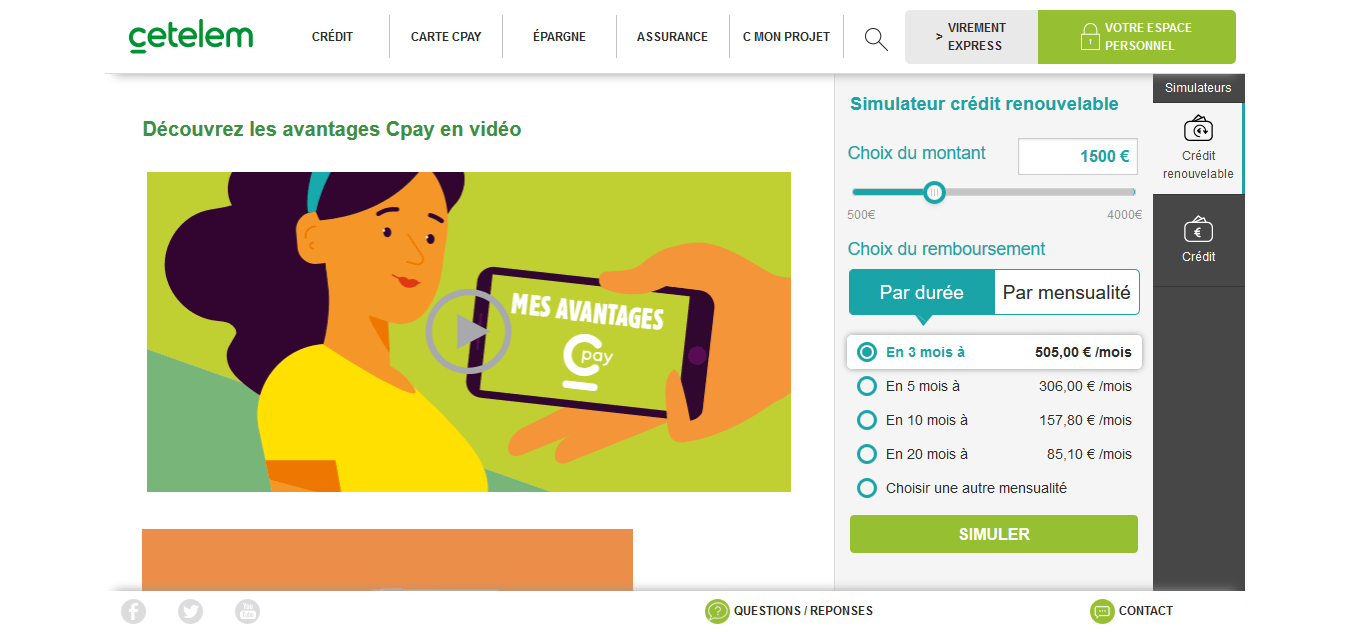 cetelem
CRÉDIT
CARTE CPAY
ÉPARGNE
ASSURANCE
C MON PROJET
> VIREMENT
EXPRESS
VOTRE ESPACE
PERSONNEL
Découvrez les avantages Cpay en vidéo
MES AVANTAGES
Cpay
Simulateur crédit renouvelable
Choix du montant
1500 €
500€
4000€
Choix du remboursement
Par durée
Par mensualité
En 3 mois à 505,00 € /mois
En 5 mois à 306,00 € /mois
En 10 mois à 157,80 € /mois
En 20 mois à 85,10 € /mois
Choisir une autre mensualité
SIMULER
Simulateurs
Crédit
renouvelable
€
Crédit
f
You
Tube
?
QUESTIONS / REPONSES
CONTACT